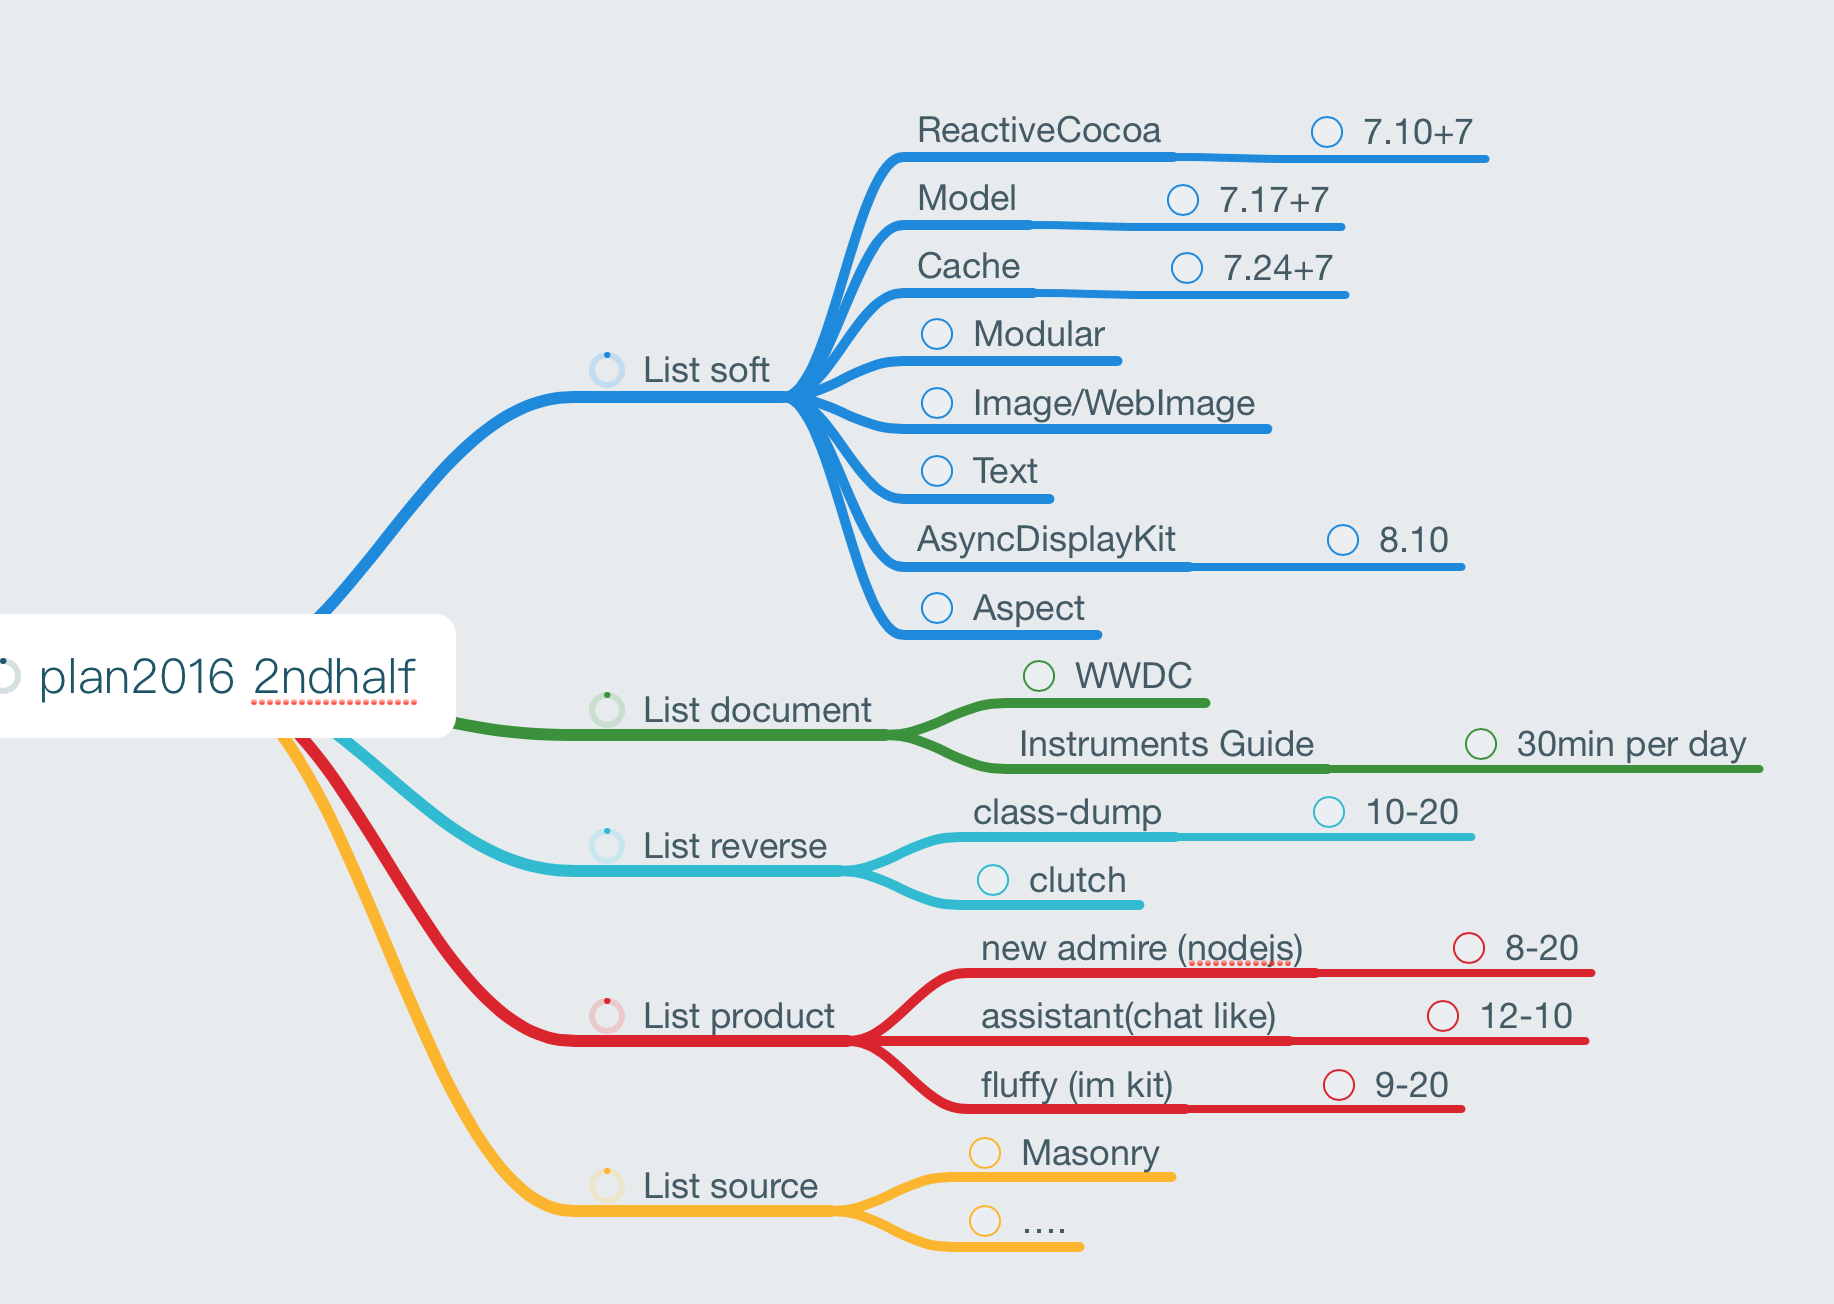 ReactiveCocoa 7.10+7
Model 7.17+7
Cache 7.24+7
Modular
List soft
Image/WebImage
Text
AsyncDisplayKit 8.10
Aspect
plan2016 2ndhalf
WWDC
List document
Instruments Guide 30min per day
class-dump 10-20
List reverse
clutch
new admire (nodejs) 8-20
List product
assistant(chat like) 12-10
fluffy (im kit) 9-20
Masonry
List source
....